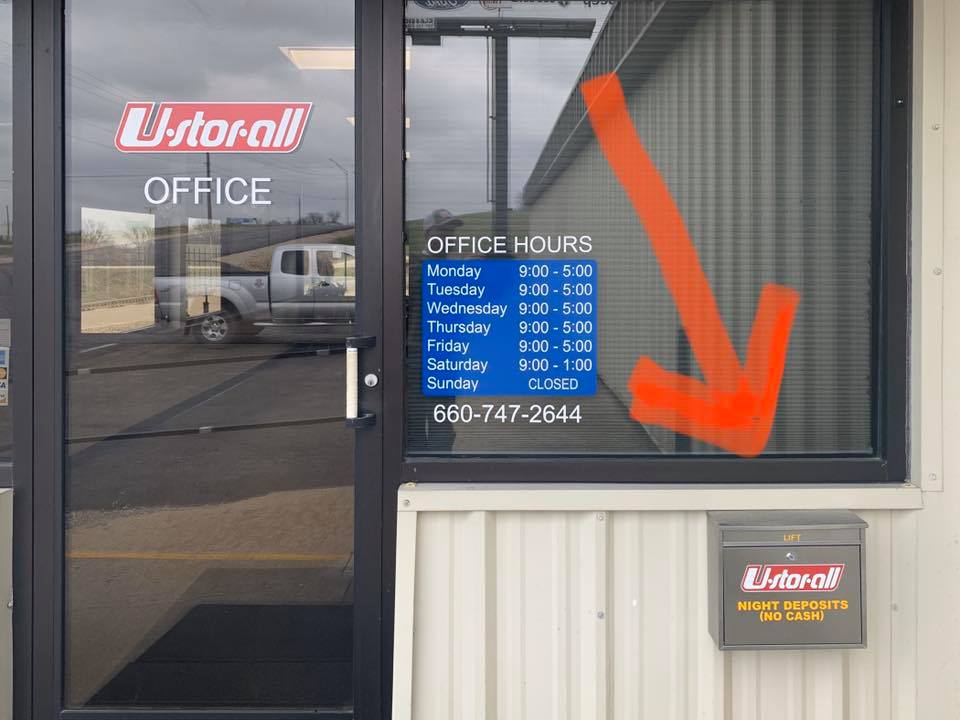 U-stor-all
OFFICE
Ford
OFFICE HOURS
Monday 9:00 - 5:00
Tuesday 9:00 - 5:00
Wednesday 9:00 - 5:00
Thursday 9:00 - 5:00
Friday 9:00 - 5:00
Saturday 9:00 - 1:00
Sunday CLOSED
660-747-2644
LIFT
U-stor-all
NIGHT DEPOSITS
(NO CASH)